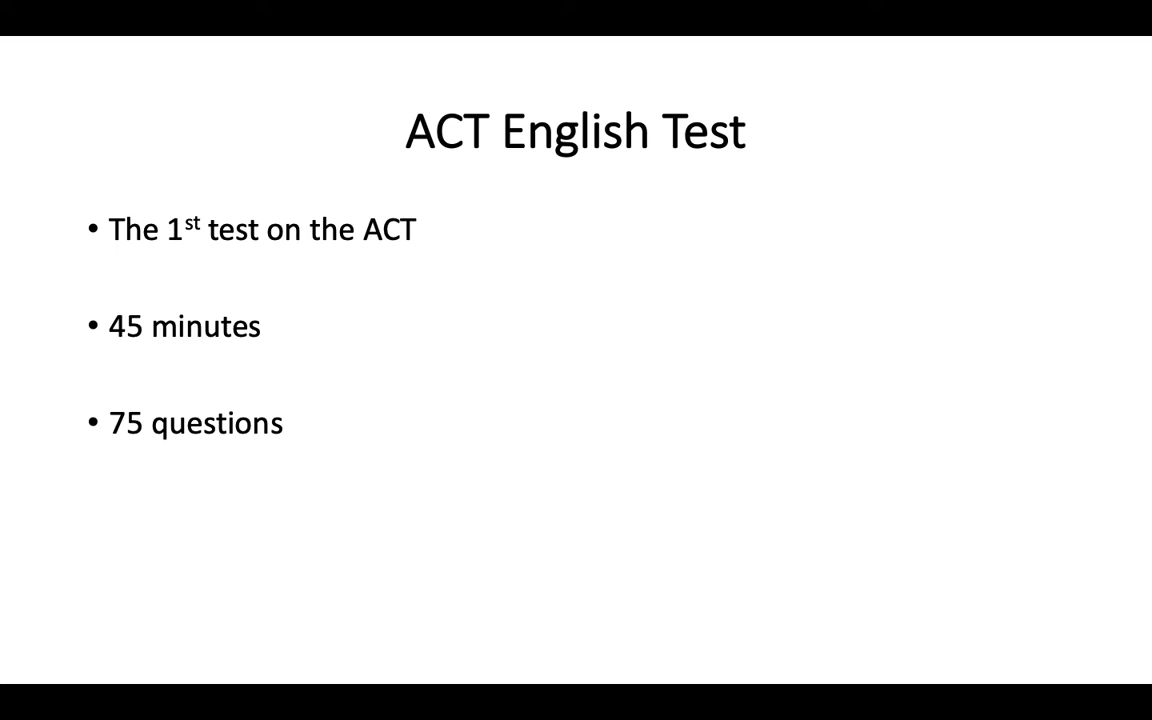 ACT English Test
• The 1st test on the ACT
• 45 minutes
• 75 questions